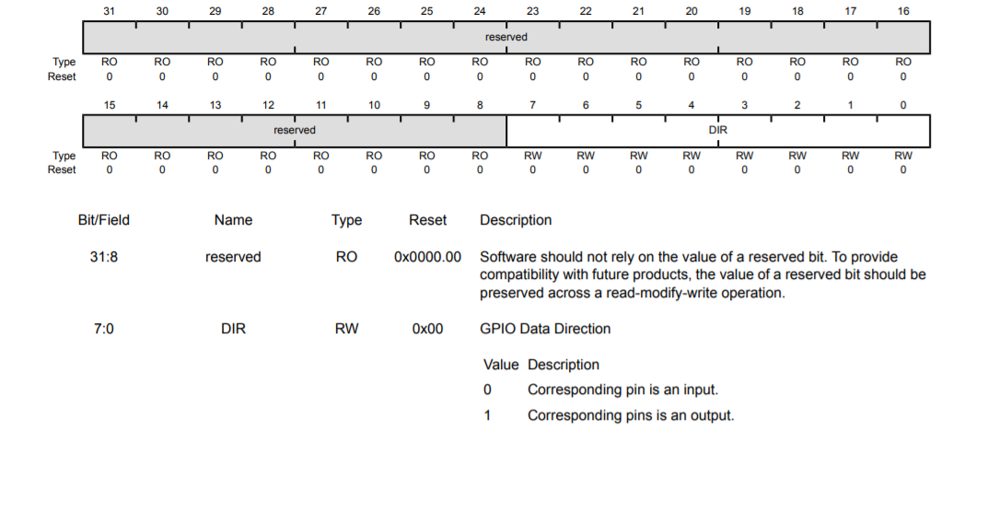 31 30 29 28 27 26 25 24 23 22 21 20 19 18 17 16
reserved
Type RO RO RO RO RO RO RO RO RO RO RO RO RO RO RO RO
Reset 0 0 0 0 0 0 0 0 0 0 0 0 0 0 0 0
15 14 13 12 11 10 9 8 7 6 5 4 3 2 1 0
reserved DIR
Type RO RO RO RO RO RO RO RO RW RW RW RW RW RW RW RW
Reset 0 0 0 0 0 0 0 0 0 0 0 0 0 0 0 0
Bit/Field Name Type Reset Description
31:8 reserved RO 0x0000.00 Software should not rely on the value of a reserved bit. To provide
compatibility with future products, the value of a reserved bit should be
preserved across a read-modify-write operation.
7:0 DIR RW 0x00 GPIO Data Direction
Value Description
0 Corresponding pin is an input.
1 Corresponding pins is an output.